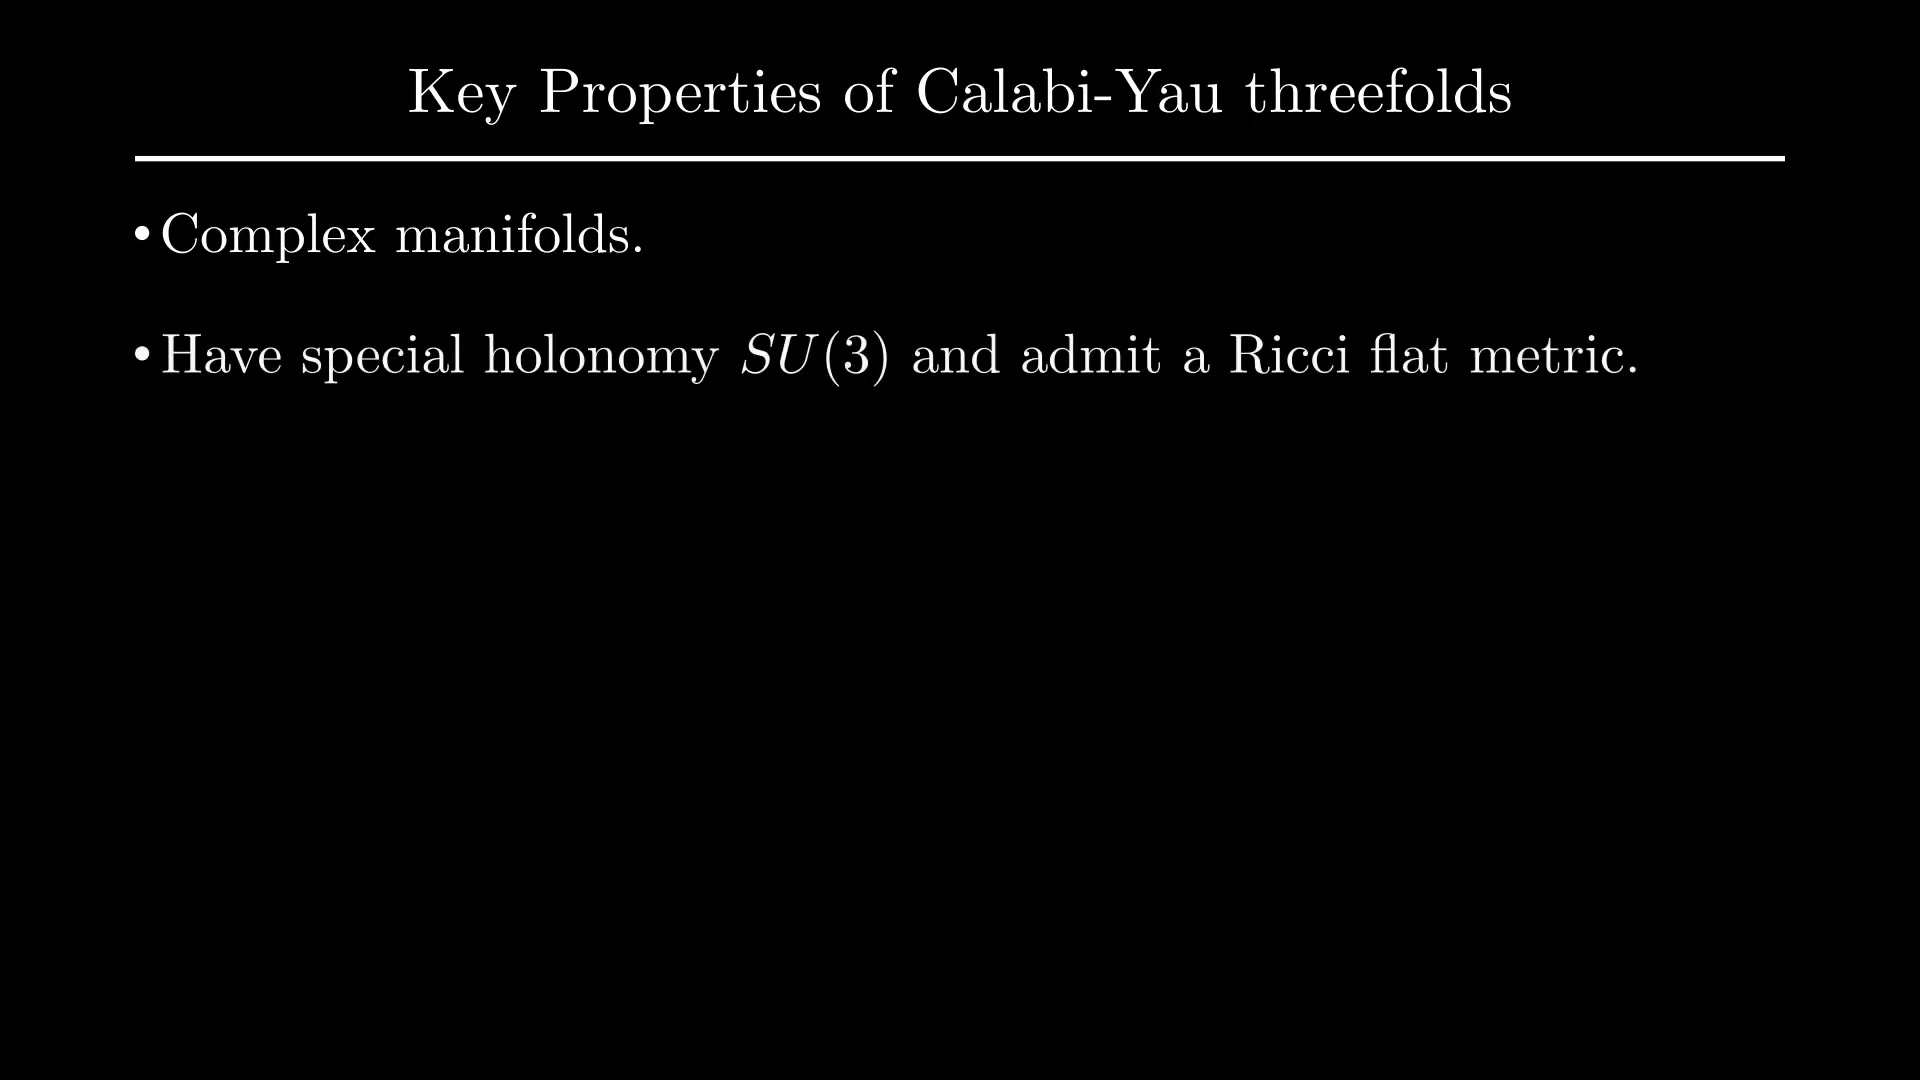 Key Properties of Calabi-Yau threefolds
• Complex manifolds.
• Have special holonomy SU(3) and admit a Ricci flat metric.